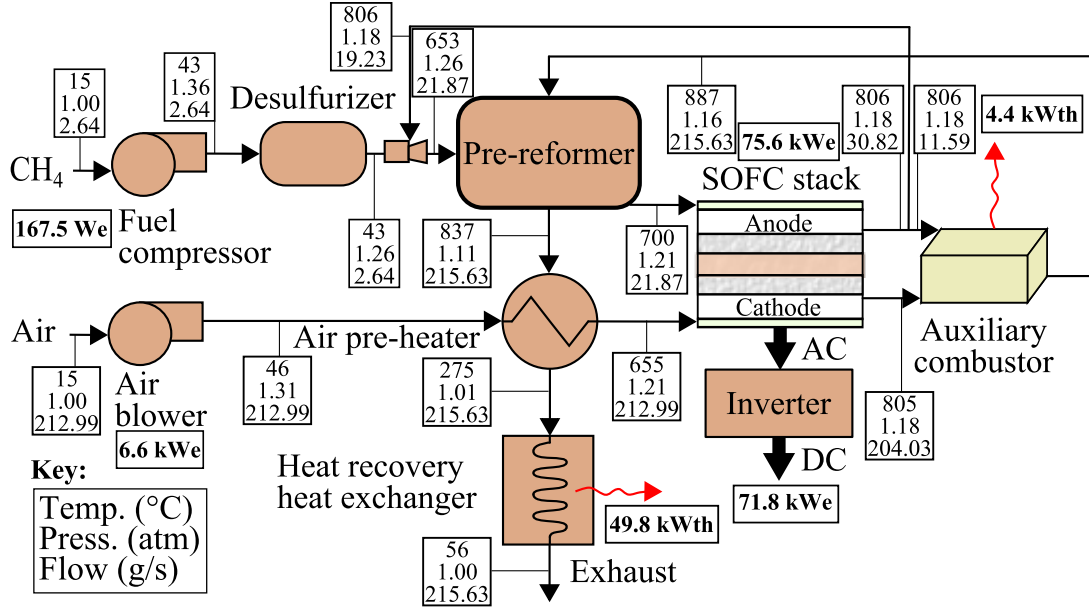 806
1.18
19.23
653
1.26
21.87
43
1.36
2.64
15
1.00
2.64
Desulfurizer
887
1.16
215.63
75.6 kWe
806
1.18
30.82
806
1.18
11.59
4.4 kWth
CH4
Pre-reformer
SOFC stack
167.5 We
Fuel
compressor
43
1.26
2.64
837
1.11
215.63
700
1.21
21.87
Anode
Cathode
Air
Air pre-heater
Auxiliary
combustor
15
1.00
212.99
Air
blower
6.6 kWe
46
1.31
212.99
275
1.01
215.63
655
1.21
212.99
AC
Inverter
DC
71.8 kWe
805
1.18
204.03
Key:
Temp. (°C)
Press. (atm)
Flow (g/s)
Heat recovery
heat exchanger
49.8 kWth
56
1.00
215.63
Exhaust